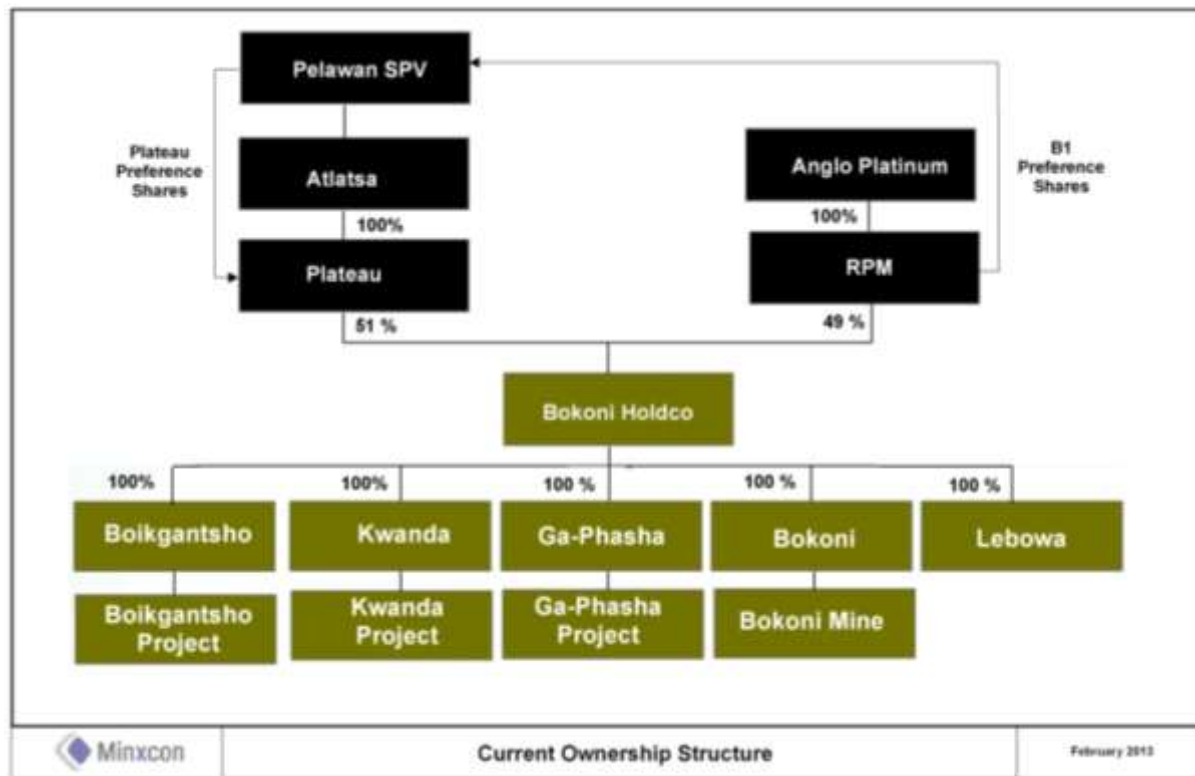 Pelawan SPV
Plateau
Preference
Shares
B1
Preference
Shares
Atlatsa
Anglo Platinum
100%
100%
Plateau
RPM
51 %
49 %
Bokoni Holdco
100%
100%
100 %
100 %
100 %
Boikgantsho
Kwanda
Ga-Phasha
Bokoni
Lebowa
Boikgantsho
Project
Kwanda
Project
Ga-Phasha
Project
Bokoni Mine
Minxcon
Current Ownership Structure
February 2013